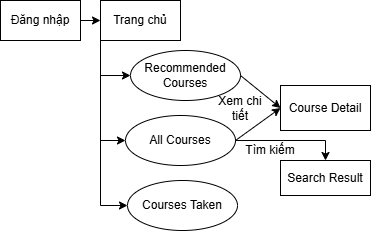 Đăng nhập
Trang chủ
Recommended
Courses
Xem chi
tiết
Course Detail
All Courses
Tìm kiếm
Search Result
Courses Taken